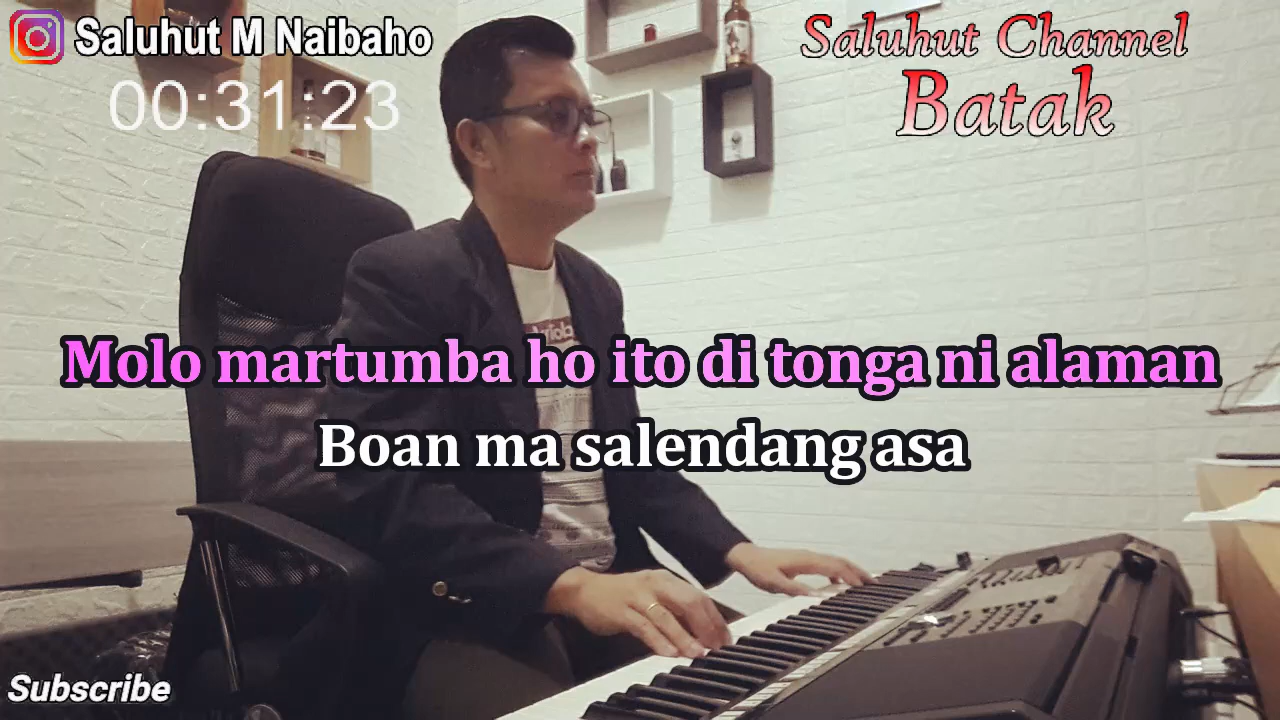 Saluhut M Naibaho
Saluhut Channel
Batak
00:31:23
Molo martumba ho ito di tonga ni alaman
Boan ma salendang asa
Subscribe